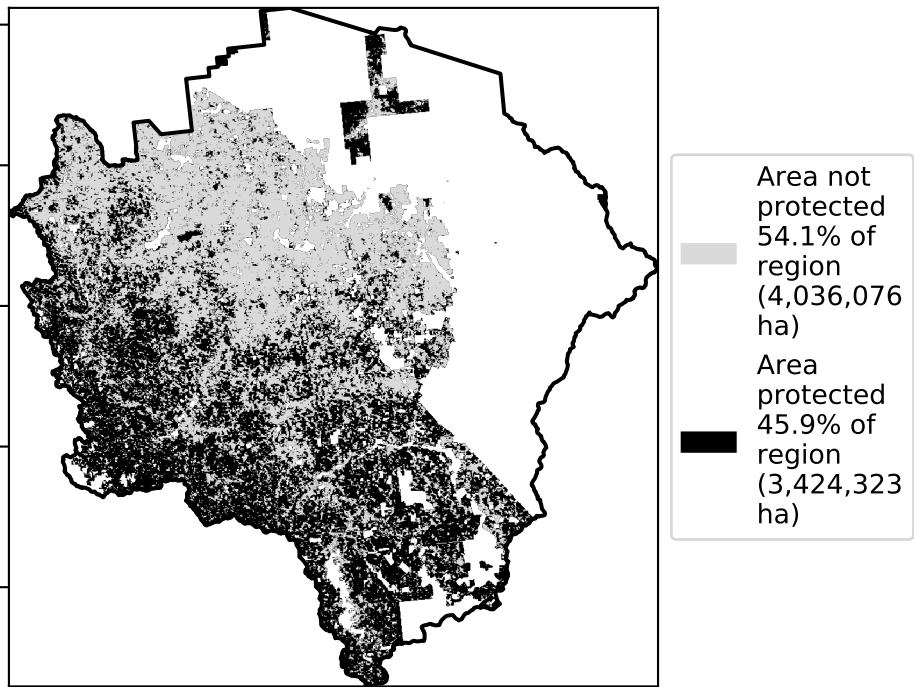 Area not
protected
54.1% of
region
(4,036,076
ha)
Area
protected
45.9% of
region
(3,424,323
ha)